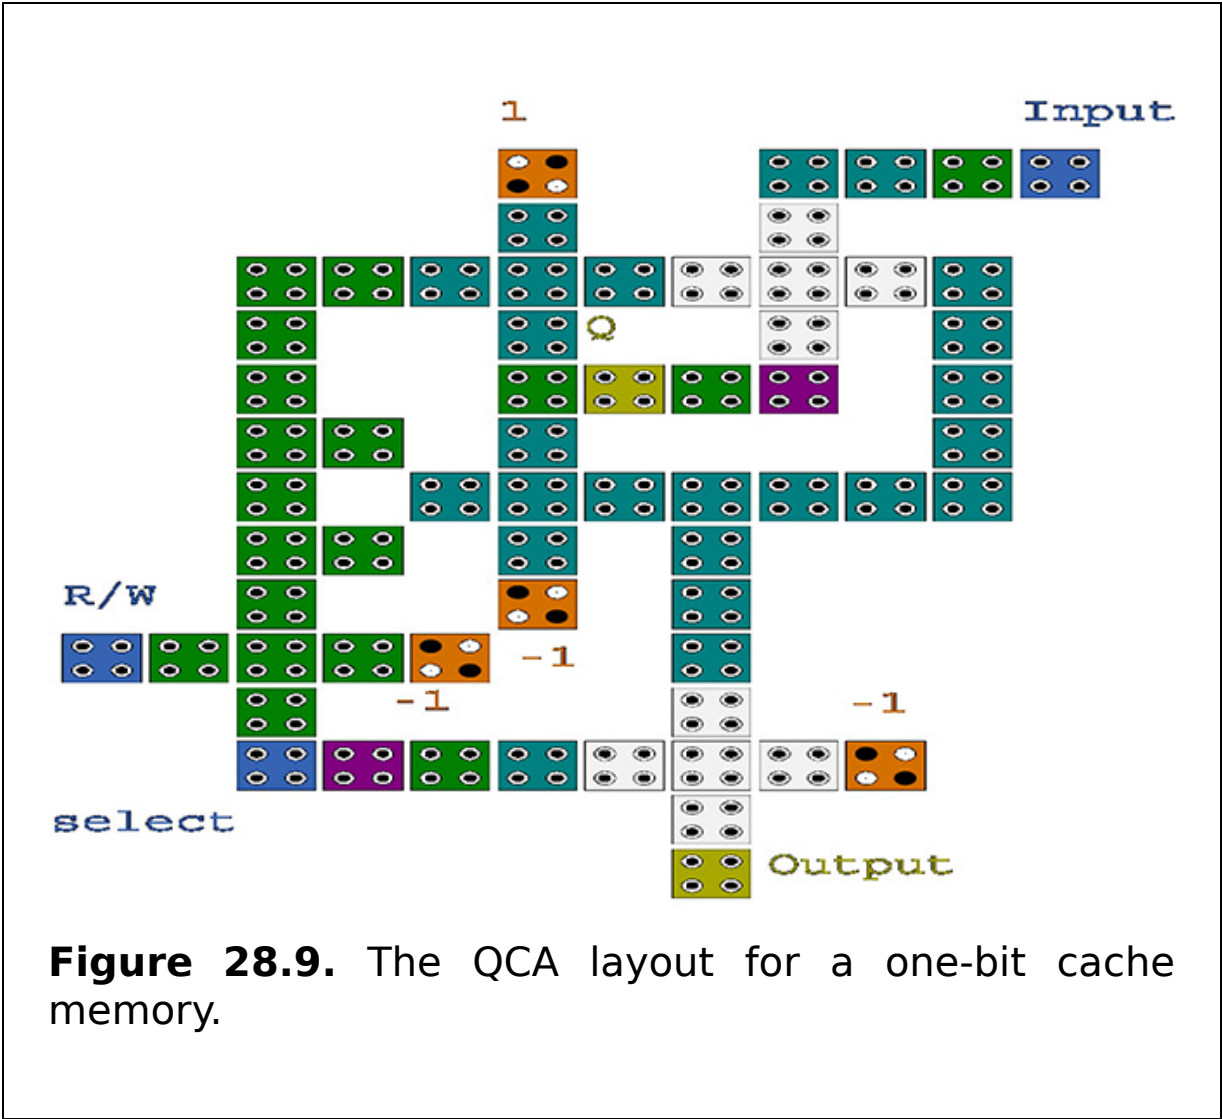 1
Input
Q
R/W
-1
-1
-1
select
Output
Figure 28.9. The QCA layout for a one-bit cache
memory.